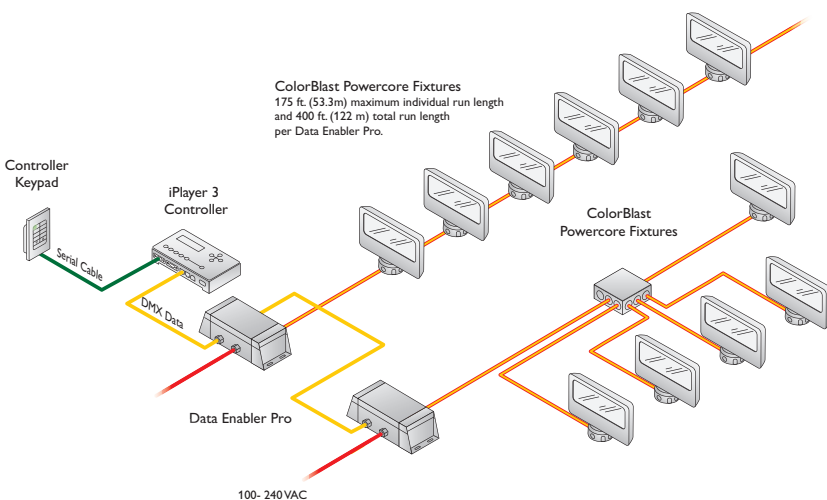 ColorBlast Powercore Fixtures
175 ft. (53.3m) maximum individual run length
and 400 ft. (122 m) total run length
per Data Enabler Pro.
Controller
Keypad
iPlayer 3
Controller
ColorBlast
Powercore Fixtures
Serial Cable
DMX Data
Data Enabler Pro
100- 240 VAC